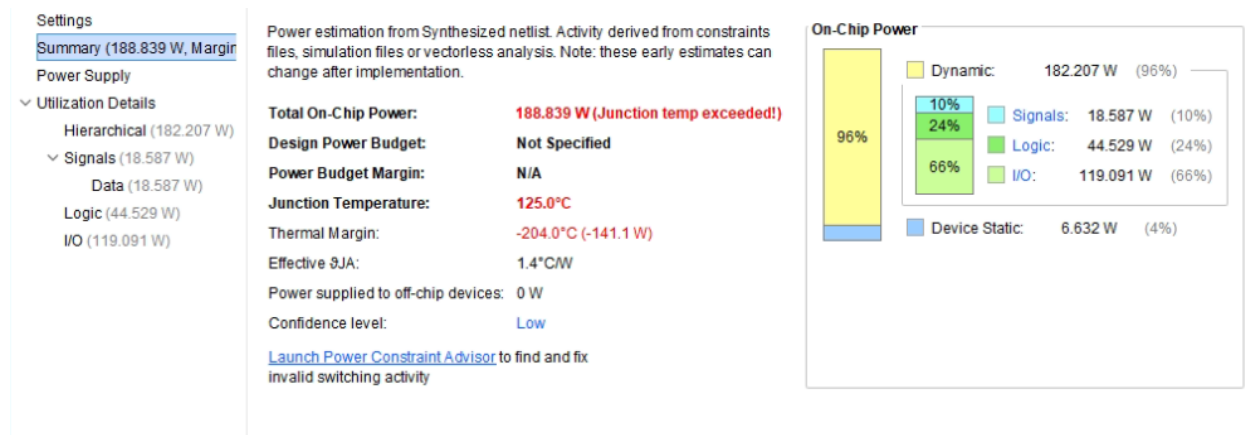 Settings
Summary (188.839 W, Margin
Power Supply
Utilization Details
Hierarchical (182.207 W)
Signals (18.587 W)
Data (18.587 W)
Logic (44.529 W)
I/O (119.091 W)
Power estimation from Synthesized netlist. Activity derived from constraints
files, simulation files or vectorless analysis. Note: these early estimates can
change after implementation.
Total On-Chip Power: 188.839 W (Junction temp exceeded!)
Design Power Budget: Not Specified
Power Budget Margin: N/A
Junction Temperature: 125.0°C
Thermal Margin: -204.0°C (-141.1 W)
Effective ϑJA: 1.4°C/W
Power supplied to off-chip devices: 0 W
Confidence level: Low
Launch Power Constraint Advisor to find and fix
invalid switching activity
On-Chip Power
96%
Dynamic: 182.207 W (96%)
10% Signals: 18.587 W (10%)
24% Logic: 44.529 W (24%)
66% I/O: 119.091 W (66%)
Device Static: 6.632 W (4%)